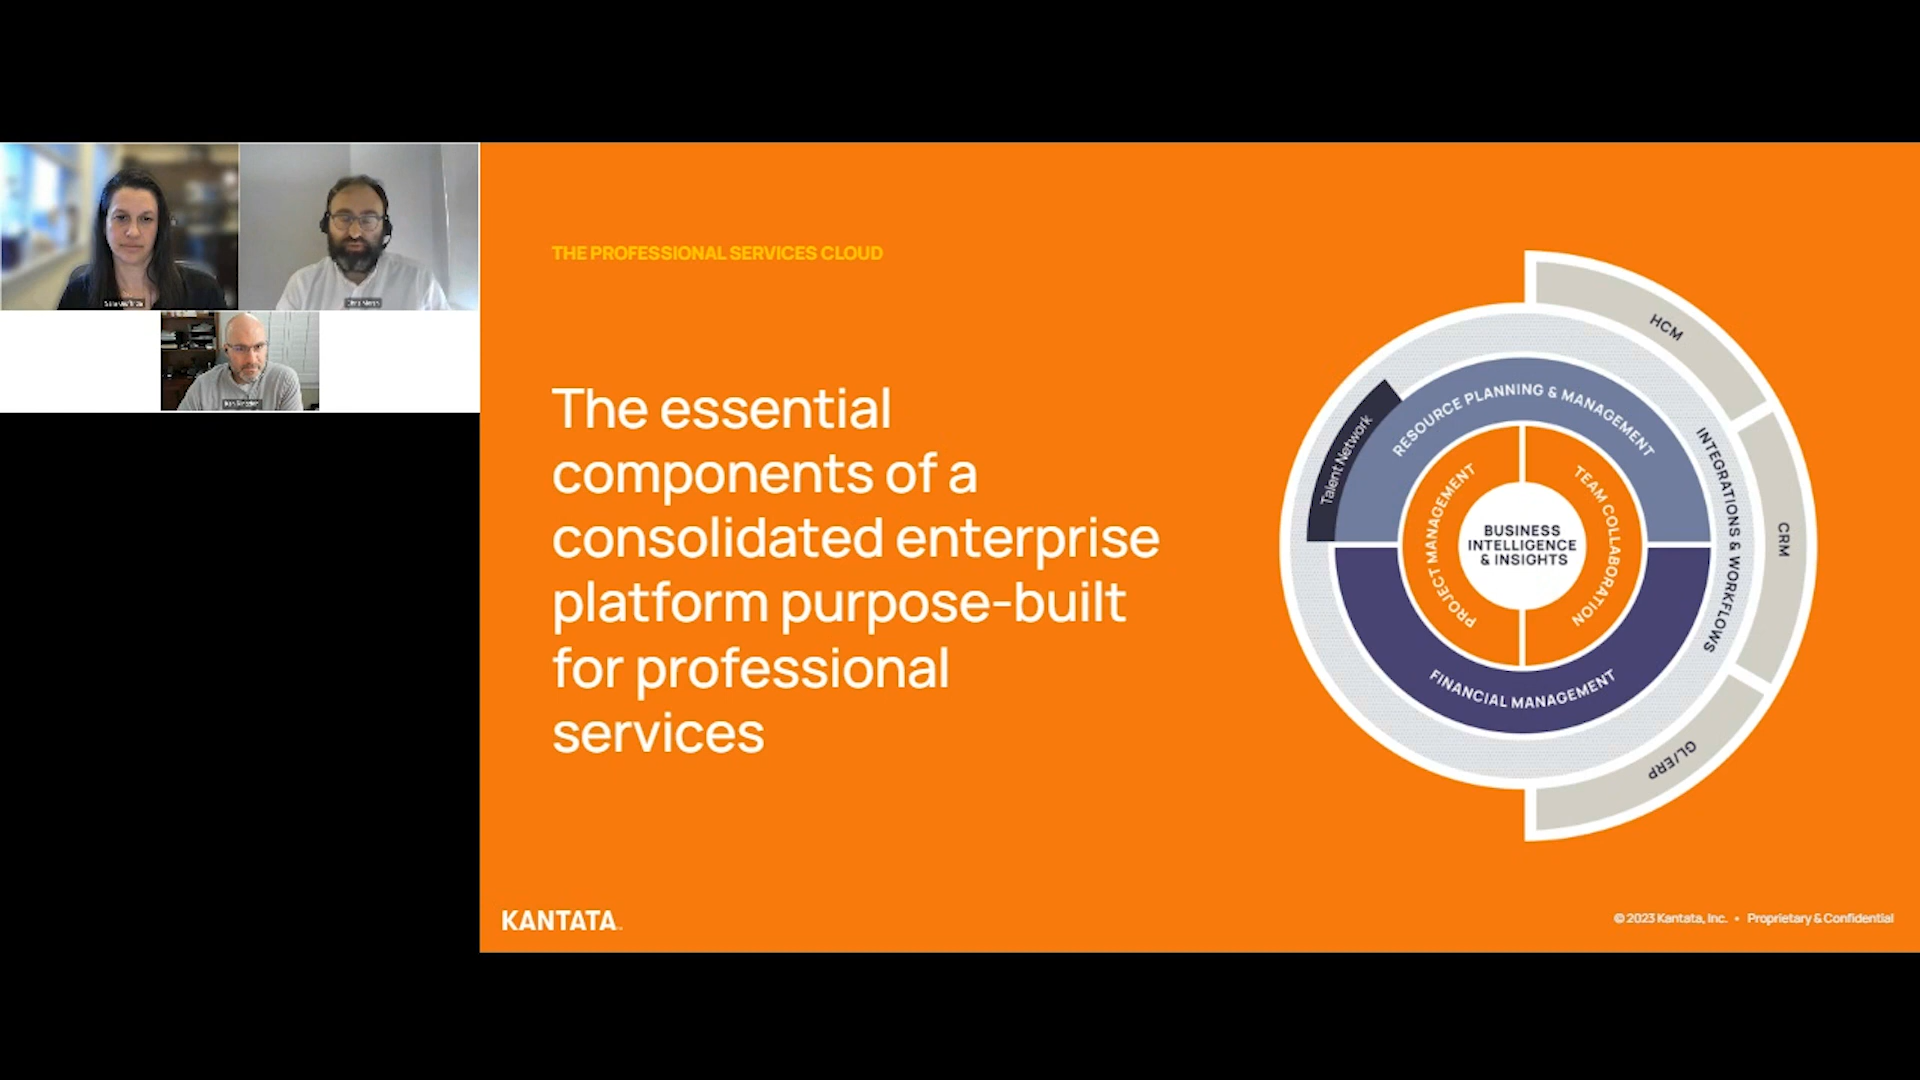 THE PROFESSIONAL SERVICES CLOUD
The essential
components of a
consolidated enterprise
platform purpose-built
for professional
services
HCM
CRM
GL/ERP
INTEGRATIONS & WORKFLOWS
Talent Network
RESOURCE PLANNING & MANAGEMENT
PROJECT MANAGEMENT
TEAM COLLABORATION
BUSINESS
INTELLIGENCE
& INSIGHTS
FINANCIAL MANAGEMENT
KANTATA
© 2023 Kantata, Inc. • Proprietary & Confidential